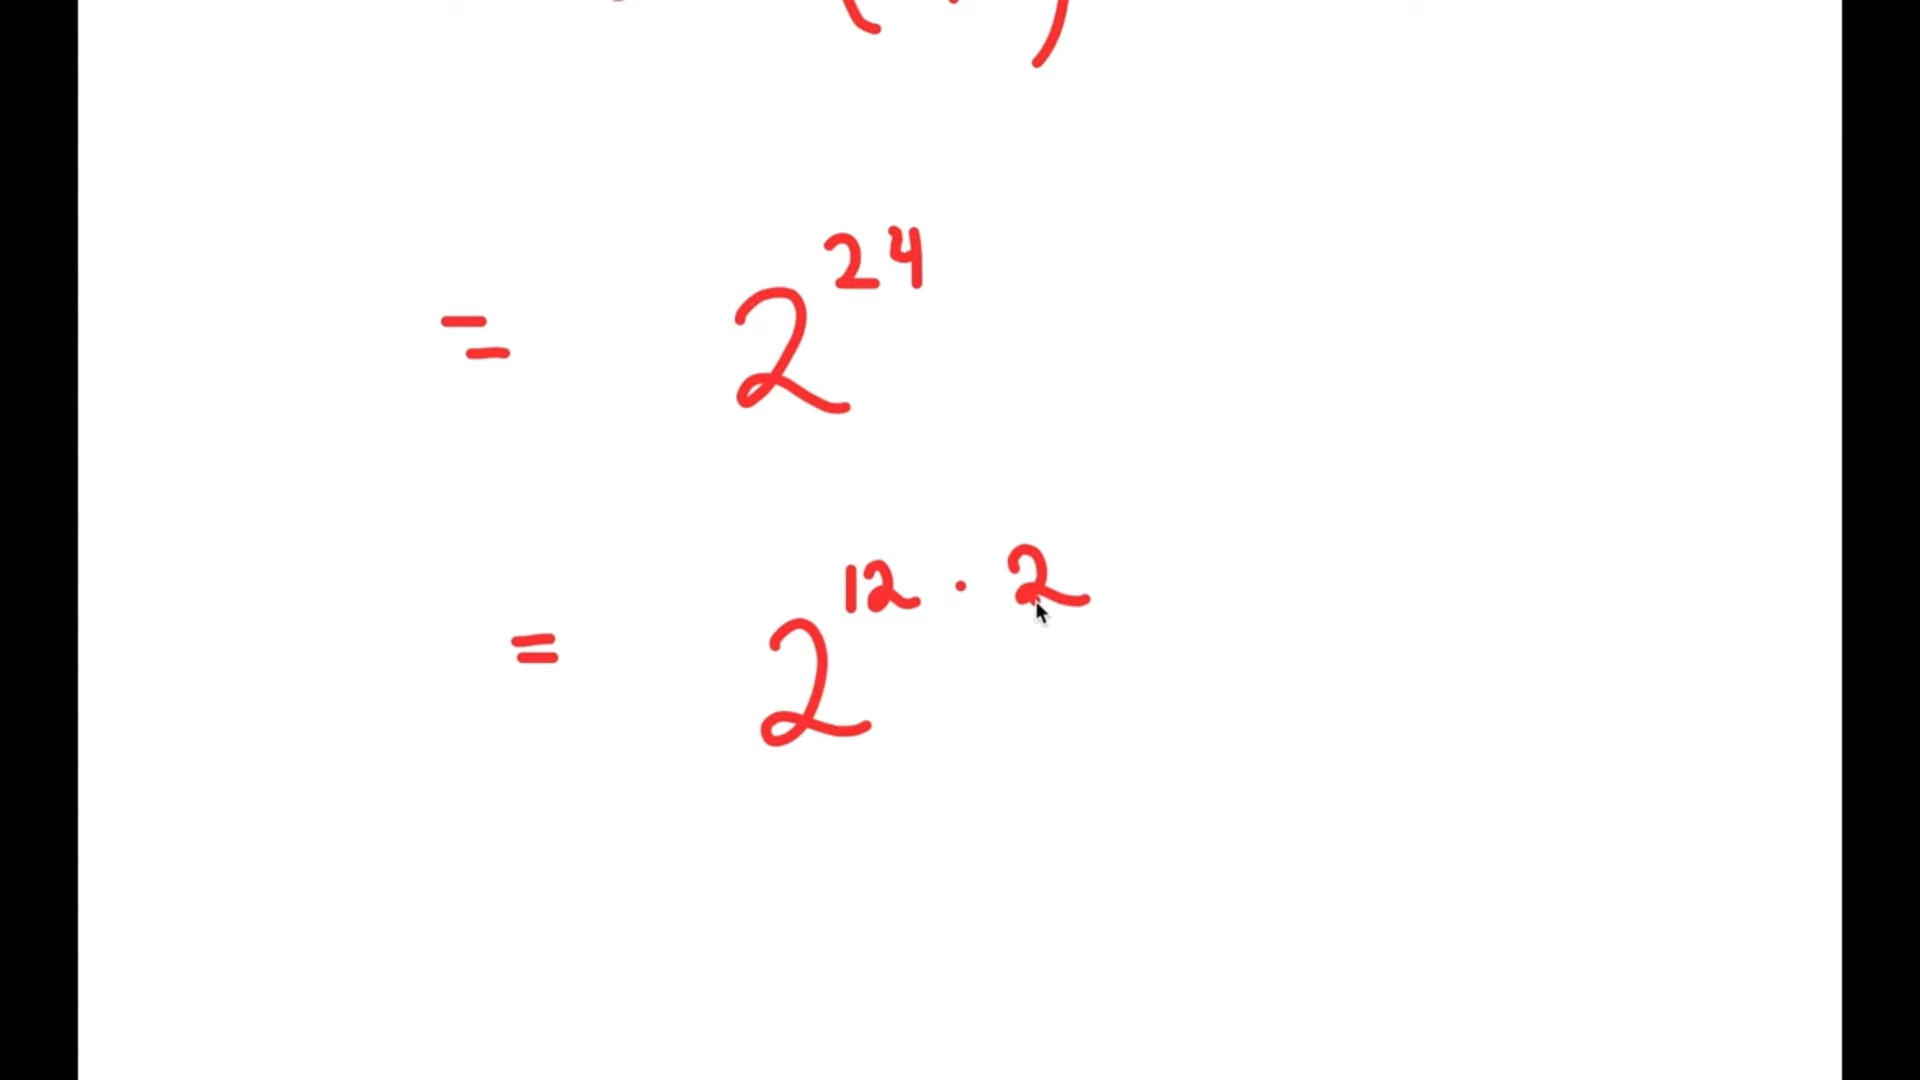 = 2^24
= 2^12 · 2